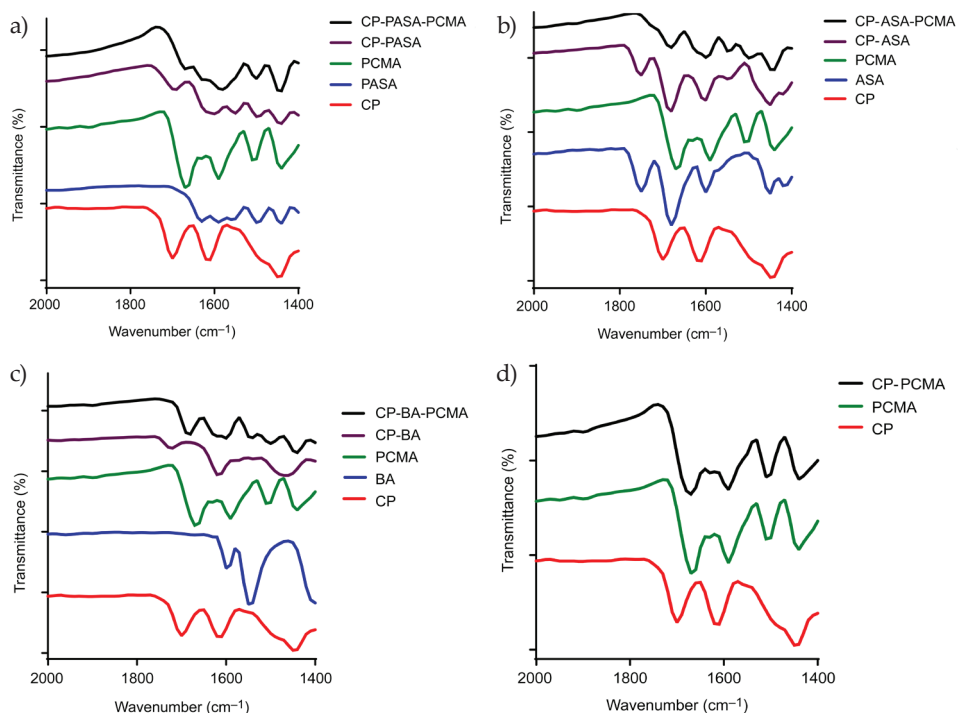 a)
CP-PASA-PCMA
CP-PASA
PCMA
PASA
CP
Transmittance (%)
2000 1800 1600 1400
Wavenumber (cm⁻¹)
b)
CP-ASA-PCMA
CP-ASA
PCMA
ASA
CP
Transmittance (%)
2000 1800 1600 1400
Wavenumber (cm⁻¹)
c)
CP-BA-PCMA
CP-BA
PCMA
BA
CP
Transmittance (%)
2000 1800 1600 1400
Wavenumber (cm⁻¹)
d)
CP-PCMA
PCMA
CP
Transmittance (%)
2000 1800 1600 1400
Wavenumber (cm⁻¹)